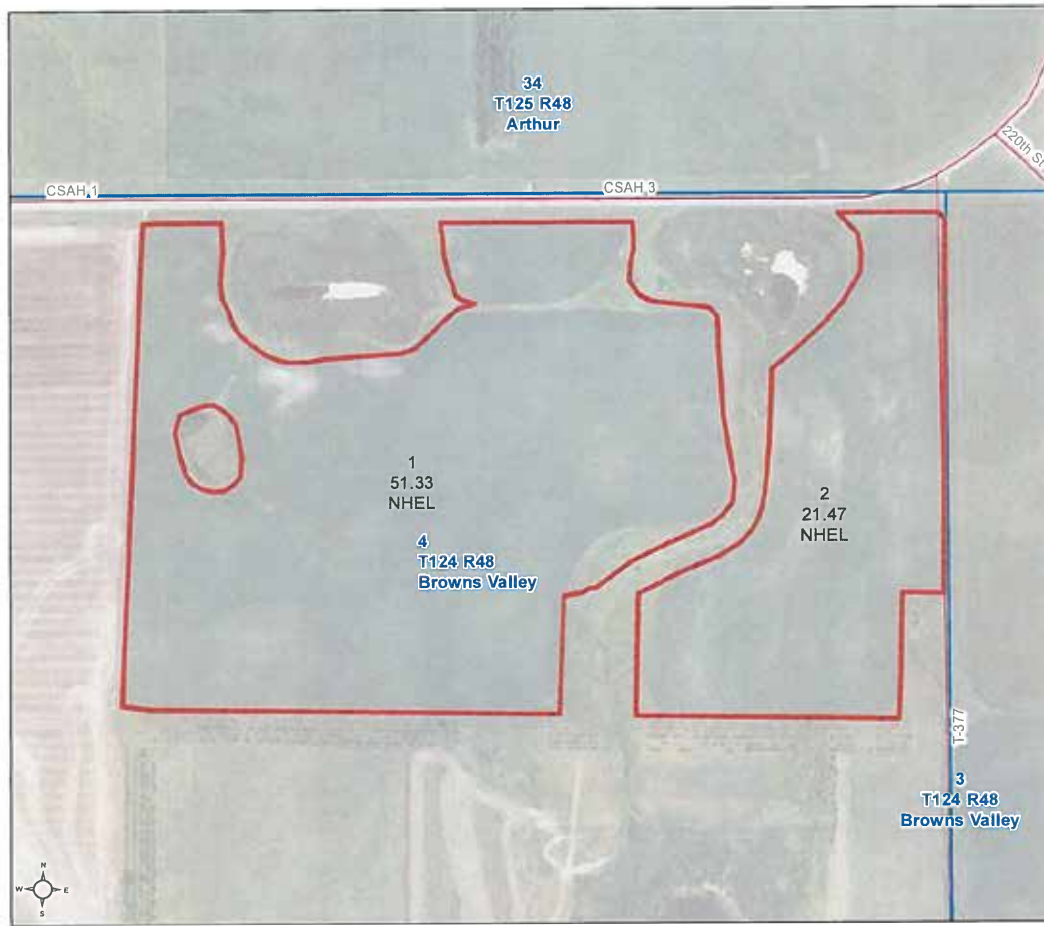 34
T125 R48
Arthur
220th St
CSAH 1
CSAH 3
1
51.33
NHEL
2
21.47
NHEL
4
T124 R48
Browns Valley
T-377
3
T124 R48
Browns Valley
N
W E
S